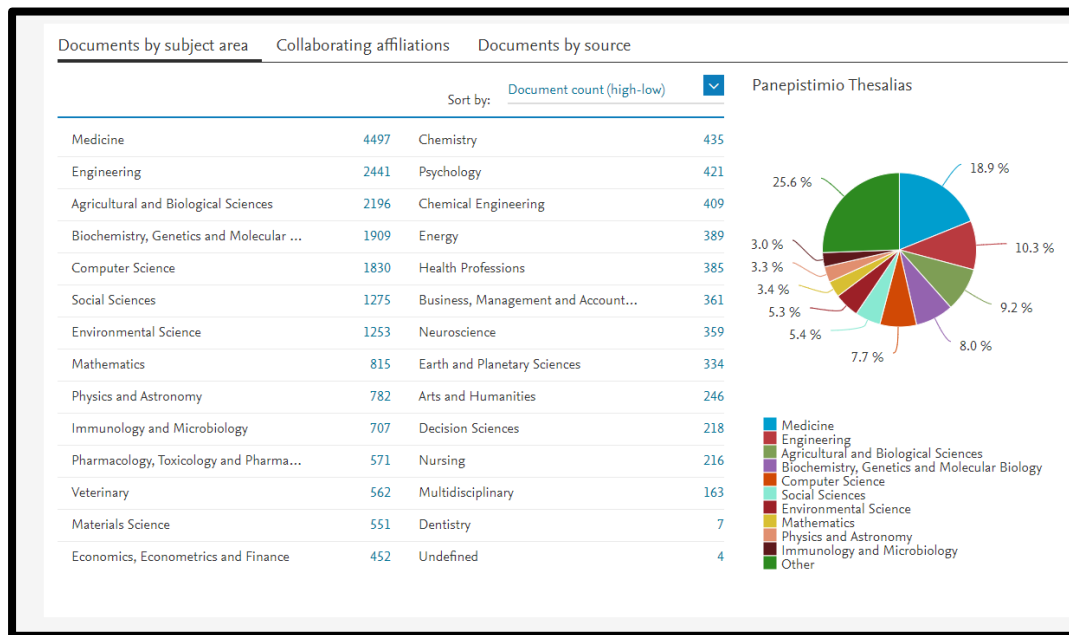 Documents by subject area Collaborating affiliations Documents by source
Sort by: Document count (high-low)
Medicine 4497 Chemistry 435
Engineering 2441 Psychology 421
Agricultural and Biological Sciences 2196 Chemical Engineering 409
Biochemistry, Genetics and Molecular ... 1909 Energy 389
Computer Science 1830 Health Professions 385
Social Sciences 1275 Business, Management and Account... 361
Environmental Science 1253 Neuroscience 359
Mathematics 815 Earth and Planetary Sciences 334
Physics and Astronomy 782 Arts and Humanities 246
Immunology and Microbiology 707 Decision Sciences 218
Pharmacology, Toxicology and Pharma... 571 Nursing 216
Veterinary 562 Multidisciplinary 163
Materials Science 551 Dentistry 7
Economics, Econometrics and Finance 452 Undefined 4
Panepistimio Thesalias
18.9 %
25.6 %
10.3 %
3.0 %
3.3 %
3.4 %
9.2 %
5.3 %
5.4 %
8.0 %
7.7 %
Medicine
Engineering
Agricultural and Biological Sciences
Biochemistry, Genetics and Molecular Biology
Computer Science
Social Sciences
Environmental Science
Mathematics
Physics and Astronomy
Immunology and Microbiology
Other